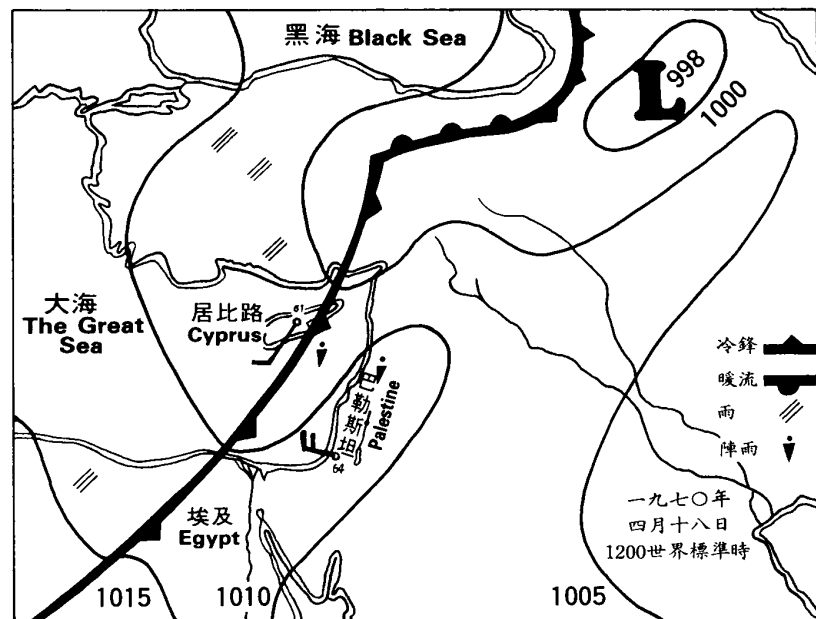 黑海 Black Sea
L 998
1000
大海
The Great
Sea
居比路
Cyprus
61
巴勒斯坦
Palestine
64
埃及
Egypt
冷鋒
暖流
雨
陣雨
一九七〇年
四月十八日
1200世界標準時
1015
1010
1005